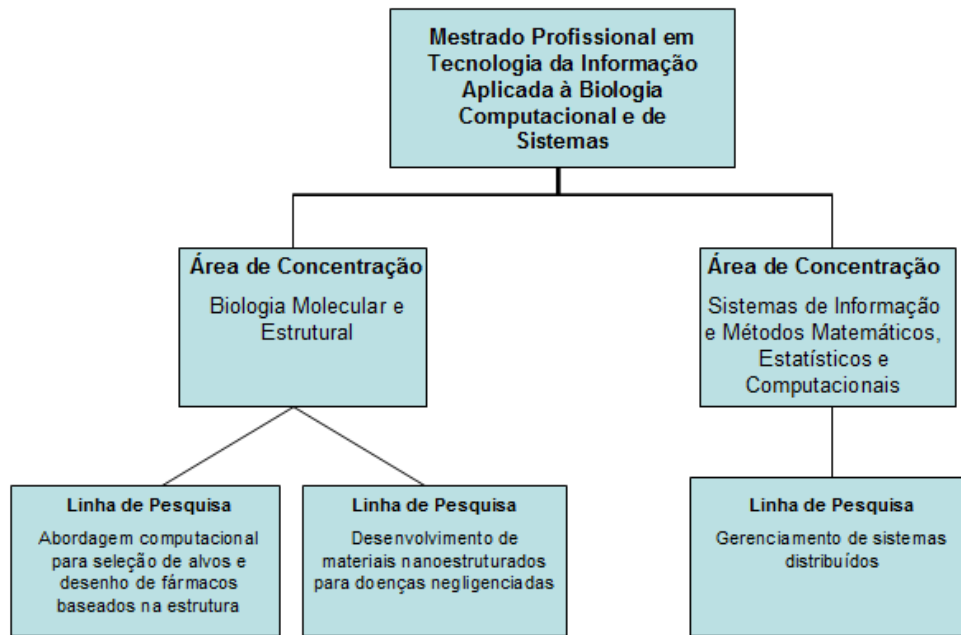 Mestrado Profissional em
Tecnologia da Informação
Aplicada à Biologia
Computacional e de
Sistemas
Área de Concentração
Biologia Molecular e
Estrutural
Área de Concentração
Sistemas de Informação
e Métodos Matemáticos,
Estatísticos e
Computacionais
Linha de Pesquisa
Abordagem computacional
para seleção de alvos e
desenho de fármacos
baseados na estrutura
Linha de Pesquisa
Desenvolvimento de
materiais nanoestruturados
para doenças negligenciadas
Linha de Pesquisa
Gerenciamento de sistemas
distribuídos